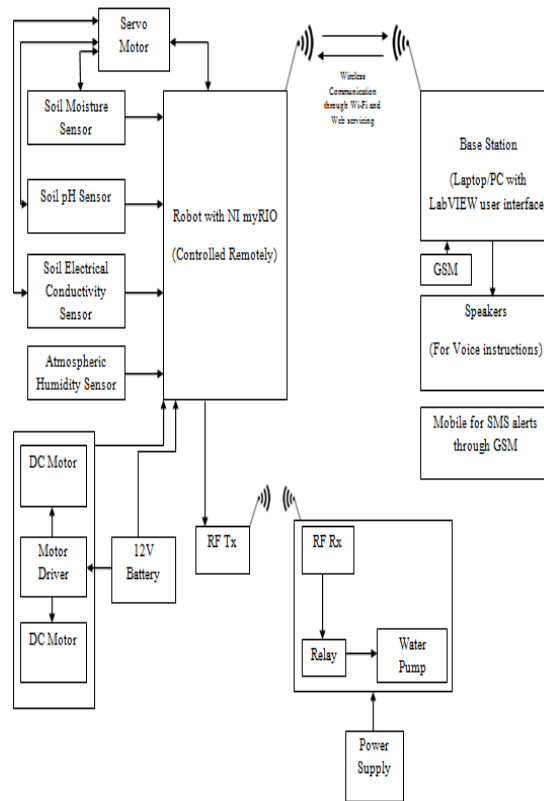 Servo
Motor
Soil Moisture
Sensor
Soil pH Sensor
Soil Electrical
Conductivity
Sensor
Atmospheric
Humidity Sensor
Robot with NI myRIO
(Controlled Remotely)
Wireless
Communication
through Wi-Fi and
Web servicing
Base Station
(Laptop/PC with
LabVIEW user interface
GSM
Speakers
(For Voice instructions)
Mobile for SMS alerts
through GSM
DC Motor
Motor
Driver
DC Motor
12V
Battery
RF Tx
RF Rx
Relay
Water
Pump
Power
Supply